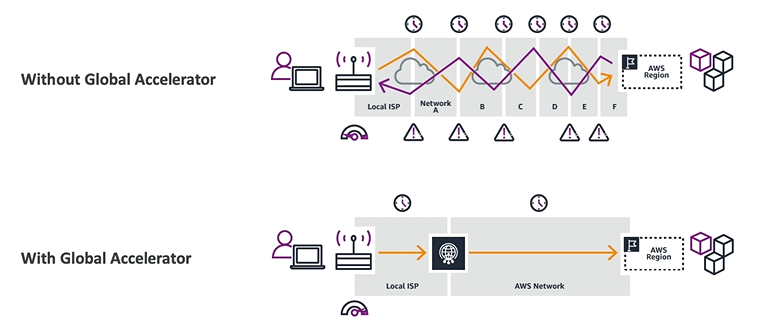 Without Global Accelerator
AWS
Region
Local ISP
Network
A
B
C
D
E
F
With Global Accelerator
AWS
Region
Local ISP
AWS Network